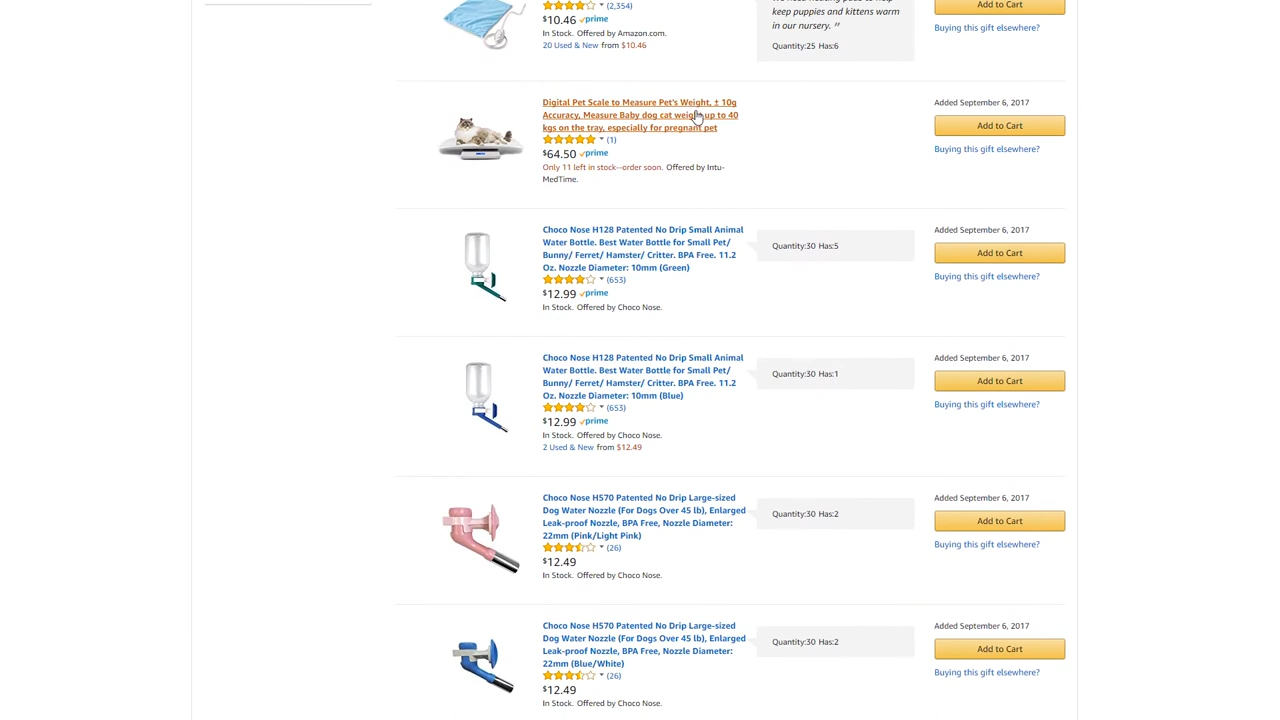 (2,354)
$10.46 prime
In Stock. Offered by Amazon.com.
20 Used & New from $10.46
keep puppies and kittens warm
in our nursery. "
Quantity:25 Has:6
Add to Cart
Buying this gift elsewhere?
Digital Pet Scale to Measure Pet's Weight, ± 10g
Accuracy, Measure Baby dog cat weight up to 40
kgs on the tray, especially for pregnant pet
(1)
$64.50 prime
Only 11 left in stock--order soon. Offered by Intu-
MedTime.
Added September 6, 2017
Add to Cart
Buying this gift elsewhere?
Choco Nose H128 Patented No Drip Small Animal
Water Bottle. Best Water Bottle for Small Pet/
Bunny/ Ferret/ Hamster/ Critter. BPA Free. 11.2
Oz. Nozzle Diameter: 10mm (Green)
(653)
$12.99 prime
In Stock. Offered by Choco Nose.
Quantity:30 Has:5
Added September 6, 2017
Add to Cart
Buying this gift elsewhere?
Choco Nose H128 Patented No Drip Small Animal
Water Bottle. Best Water Bottle for Small Pet/
Bunny/ Ferret/ Hamster/ Critter. BPA Free. 11.2
Oz. Nozzle Diameter: 10mm (Blue)
(653)
$12.99 prime
In Stock. Offered by Choco Nose.
2 Used & New from $12.49
Quantity:30 Has:1
Added September 6, 2017
Add to Cart
Buying this gift elsewhere?
Choco Nose H570 Patented No Drip Large-sized
Dog Water Nozzle (For Dogs Over 45 lb), Enlarged
Leak-proof Nozzle, BPA Free, Nozzle Diameter:
22mm (Pink/Light Pink)
(26)
$12.49
In Stock. Offered by Choco Nose.
Quantity:30 Has:2
Added September 6, 2017
Add to Cart
Buying this gift elsewhere?
Choco Nose H570 Patented No Drip Large-sized
Dog Water Nozzle (For Dogs Over 45 lb), Enlarged
Leak-proof Nozzle, BPA Free, Nozzle Diameter:
22mm (Blue/White)
(26)
$12.49
In Stock. Offered by Choco Nose.
Quantity:30 Has:2
Added September 6, 2017
Add to Cart
Buying this gift elsewhere?